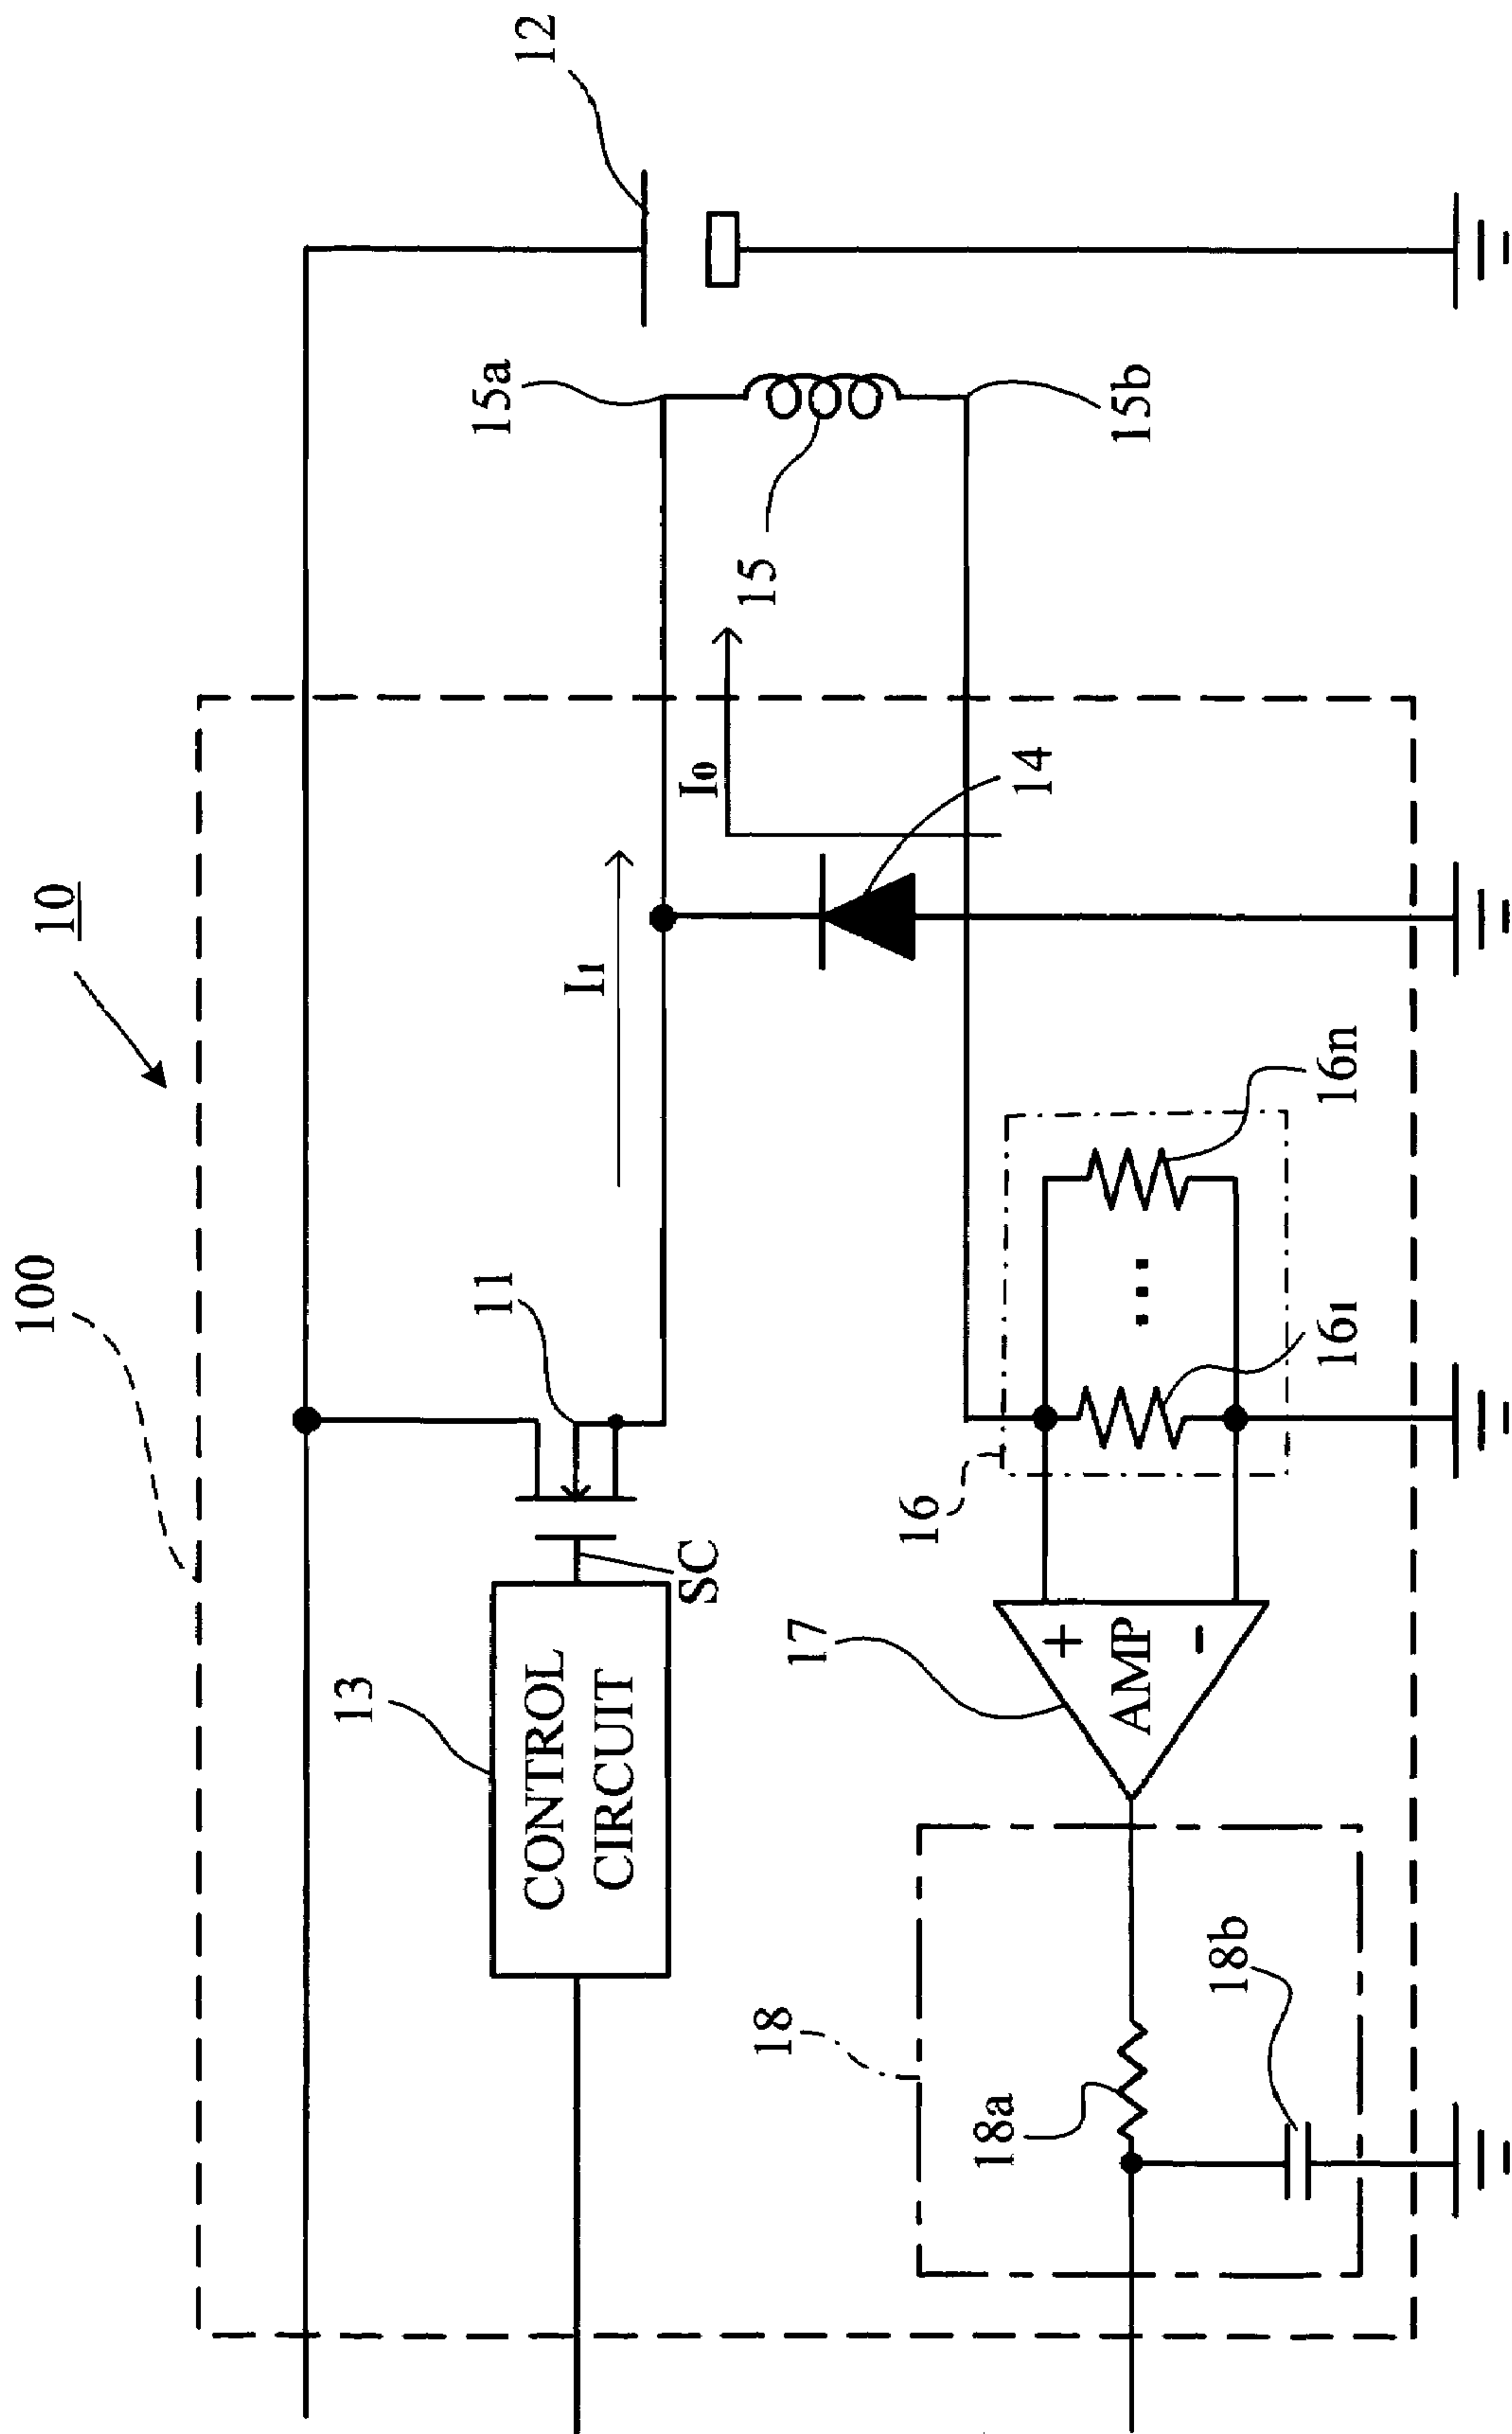 10
100
12
15a
I1
I0
15
15b
14
11
13
CONTROL
CIRCUIT
SC
16
16n
161
17
+
AMP
-
18
18a
18b